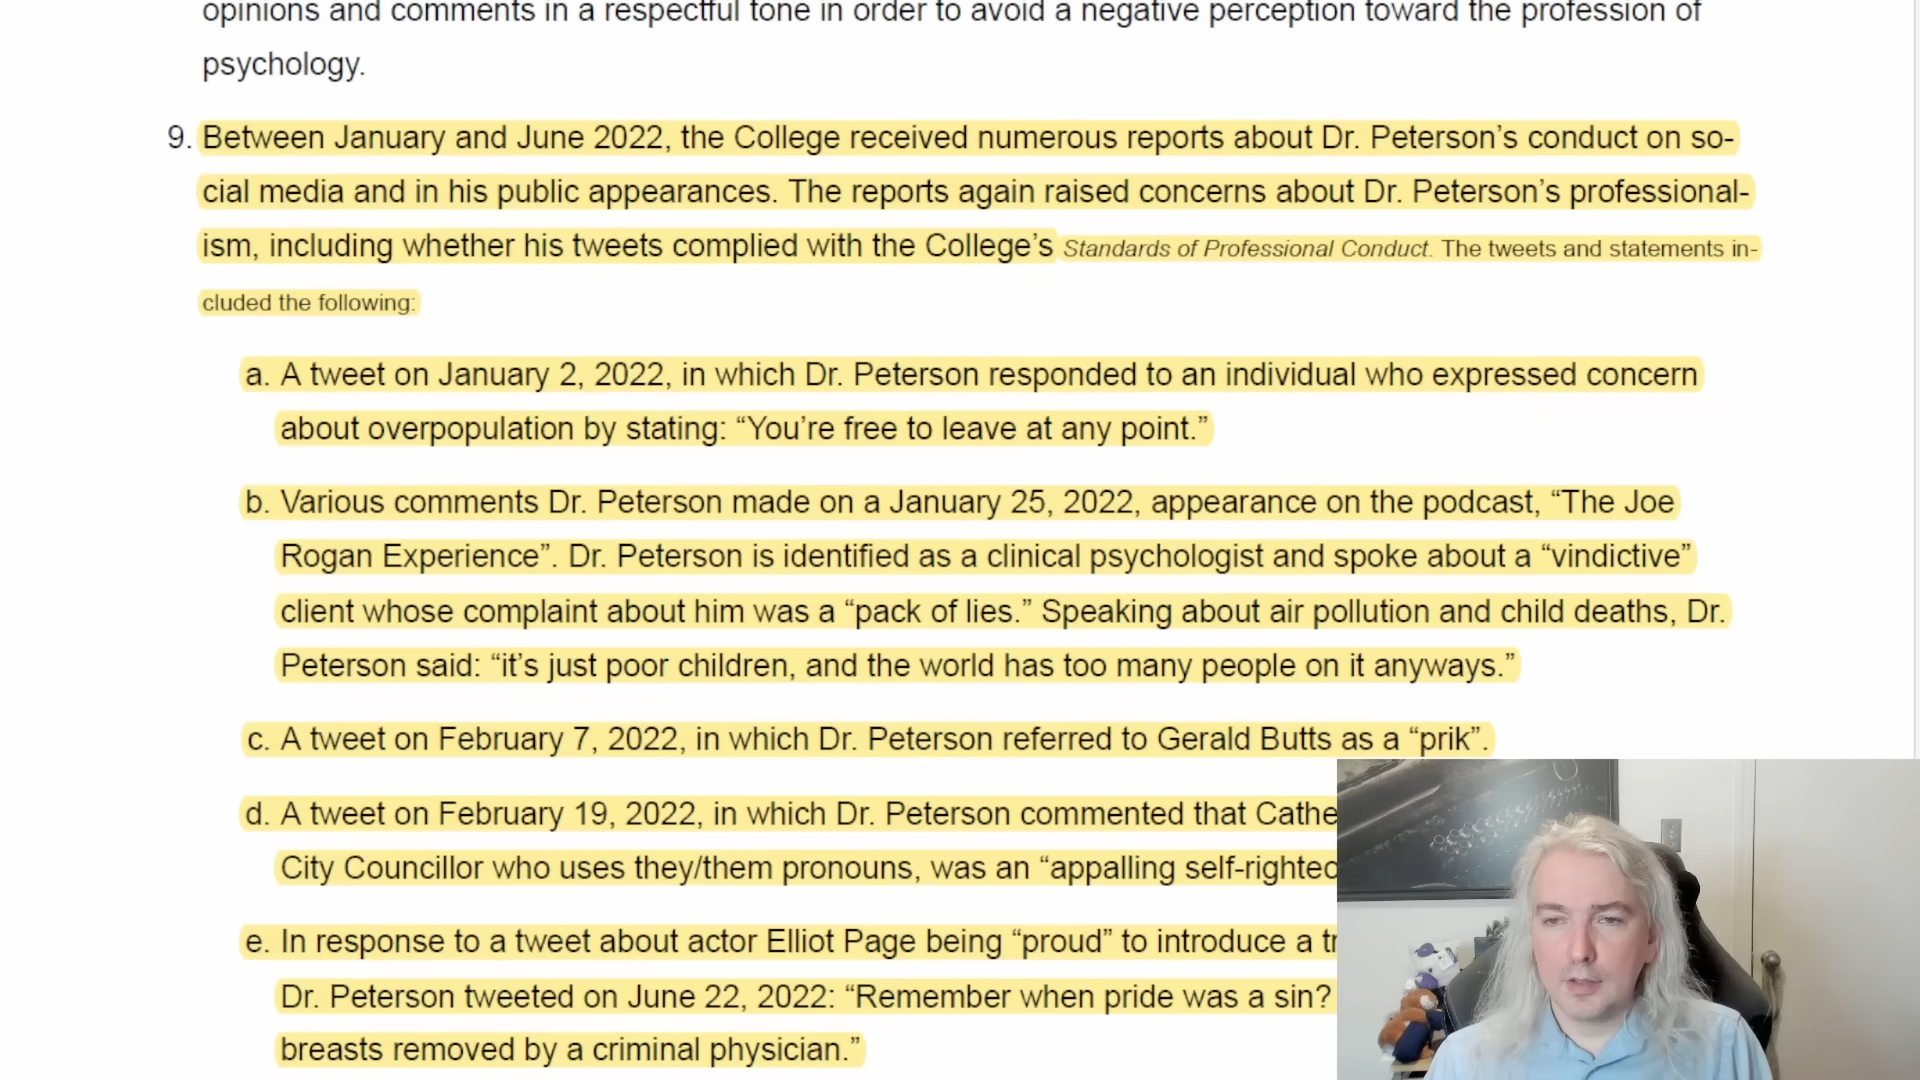 opinions and comments in a respectful tone in order to avoid a negative perception toward the profession of
psychology.
9. Between January and June 2022, the College received numerous reports about Dr. Peterson’s conduct on so-
cial media and in his public appearances. The reports again raised concerns about Dr. Peterson’s professional-
ism, including whether his tweets complied with the College’s Standards of Professional Conduct. The tweets and statements in-
cluded the following:
a. A tweet on January 2, 2022, in which Dr. Peterson responded to an individual who expressed concern
about overpopulation by stating: “You’re free to leave at any point.”
b. Various comments Dr. Peterson made on a January 25, 2022, appearance on the podcast, “The Joe
Rogan Experience”. Dr. Peterson is identified as a clinical psychologist and spoke about a “vindictive”
client whose complaint about him was a “pack of lies.” Speaking about air pollution and child deaths, Dr.
Peterson said: “it’s just poor children, and the world has too many people on it anyways.”
c. A tweet on February 7, 2022, in which Dr. Peterson referred to Gerald Butts as a “prik”.
d. A tweet on February 19, 2022, in which Dr. Peterson commented that Cathe
City Councillor who uses they/them pronouns, was an “appalling self-righteo
e. In response to a tweet about actor Elliot Page being “proud” to introduce a tr
Dr. Peterson tweeted on June 22, 2022: “Remember when pride was a sin?
breasts removed by a criminal physician.”